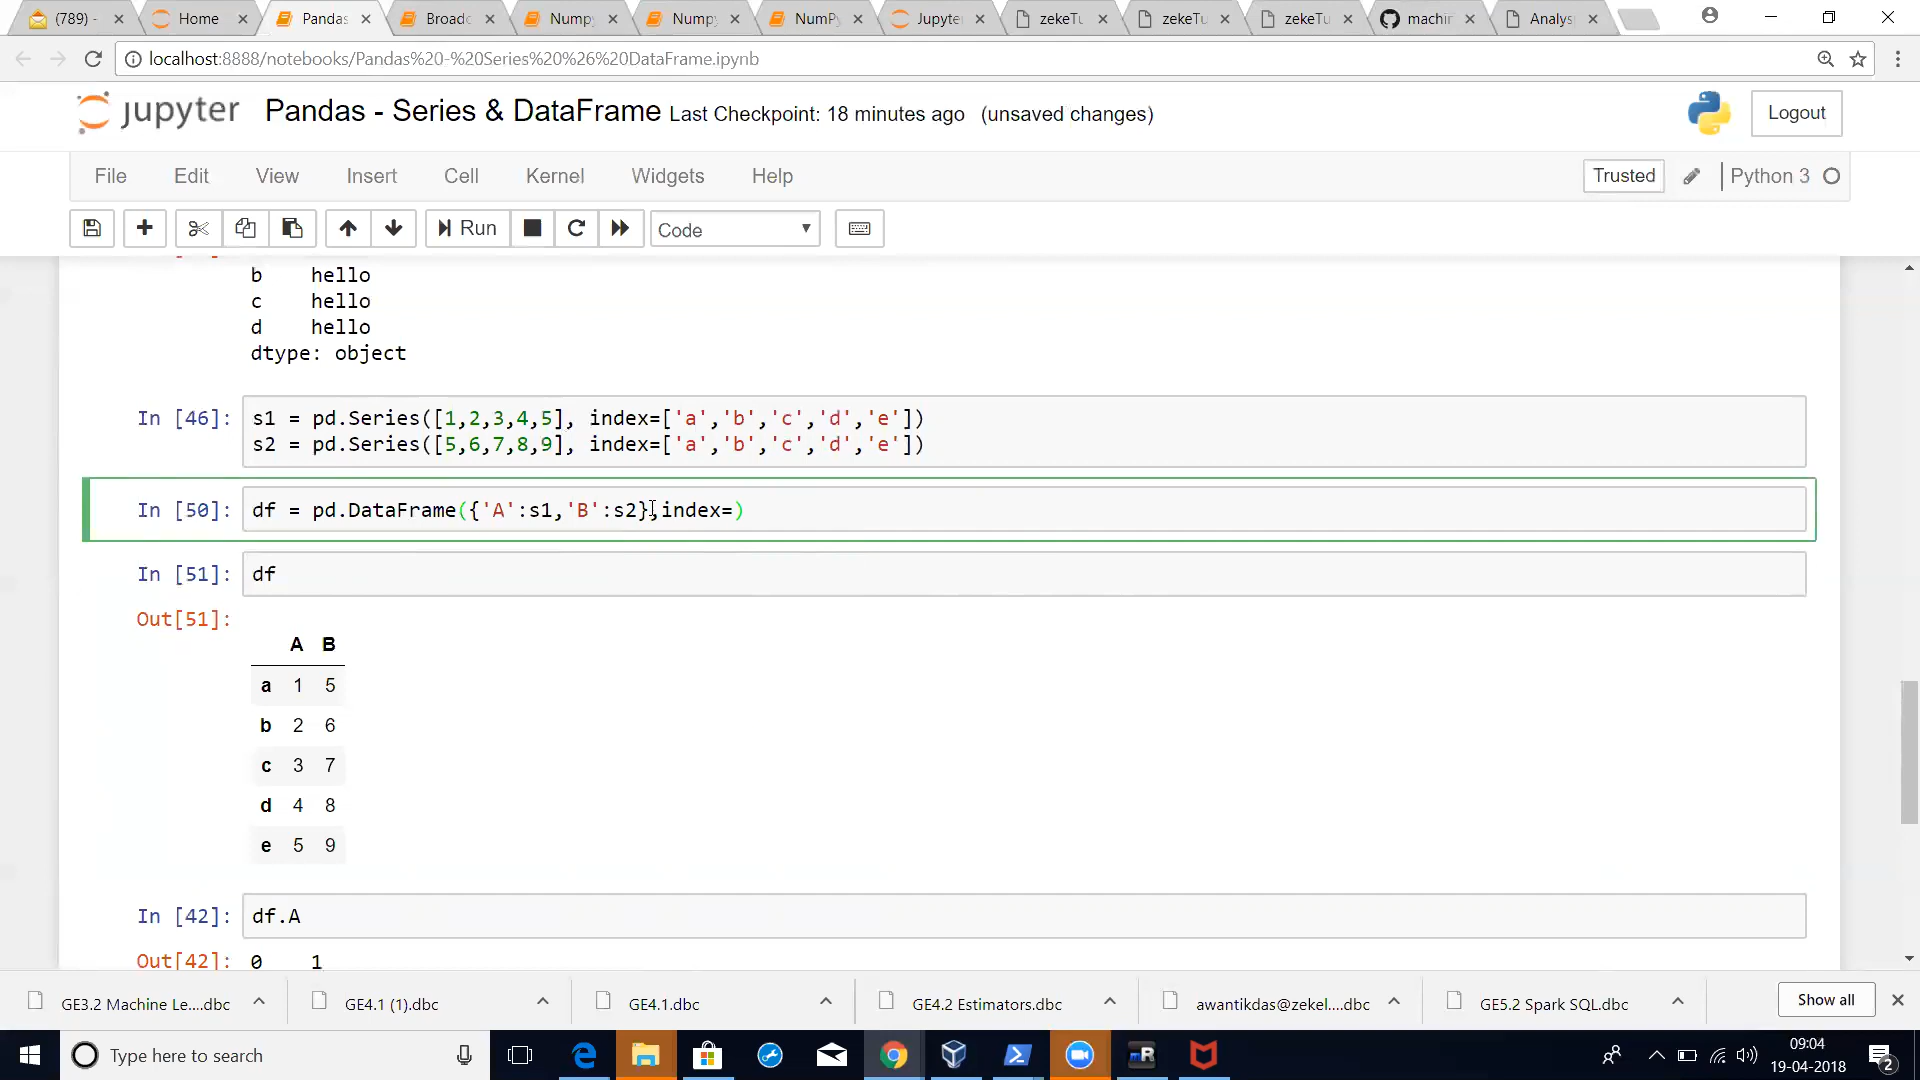 (789) -
Home
Pandas
Broadc
Numpy
Numpy
NumPy
Jupyter
zekeTu
zekeTu
zekeTu
machin
Analys
localhost:8888/notebooks/Pandas%20-%20Series%20%26%20DataFrame.ipynb
jupyter Pandas - Series & DataFrame Last Checkpoint: 18 minutes ago (unsaved changes)
Logout
File Edit View Insert Cell Kernel Widgets Help
Trusted Python 3
Run Code
b hello
c hello
d hello
dtype: object
In [46]: s1 = pd.Series([1,2,3,4,5], index=['a','b','c','d','e'])
s2 = pd.Series([5,6,7,8,9], index=['a','b','c','d','e'])
In [50]: df = pd.DataFrame({'A':s1,'B':s2},index=)
In [51]: df
Out[51]:
A B
a 1 5
b 2 6
c 3 7
d 4 8
e 5 9
In [42]: df.A
Out[42]: 0 1
GE3.2 Machine Le....dbc
GE4.1 (1).dbc
GE4.1.dbc
GE4.2 Estimators.dbc
awantikdas@zekel....dbc
GE5.2 Spark SQL.dbc
Show all
Type here to search
09:04
19-04-2018
2